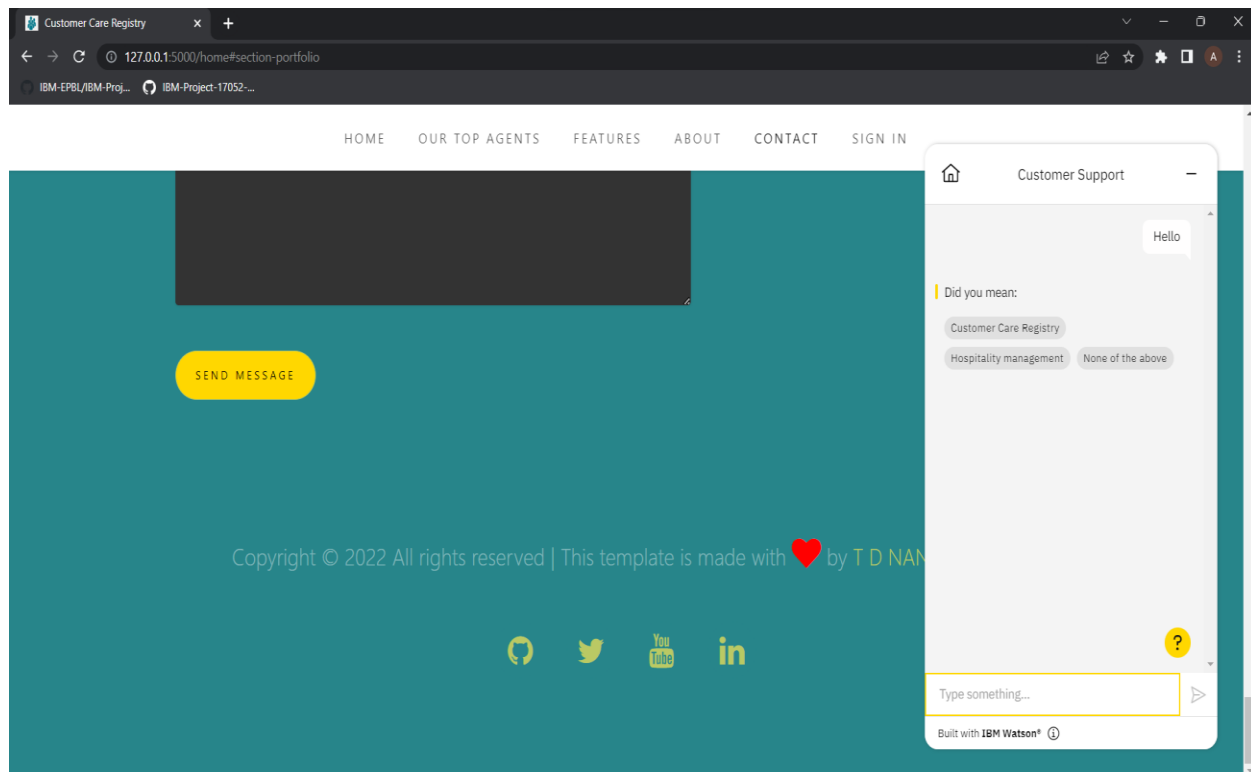 Customer Care Registry
127.0.0.1:5000/home#section-portfolio
IBM-EPBL/IBM-Proj... IBM-Project-17052-...
A
HOME OUR TOP AGENTS FEATURES ABOUT CONTACT SIGN IN
Customer Support
Hello
Did you mean:
Customer Care Registry
Hospitality management None of the above
SEND MESSAGE
Copyright © 2022 All rights reserved | This template is made with ❤ by T D NAN
You
Tube
in
?
Type something...
Built with IBM Watson®